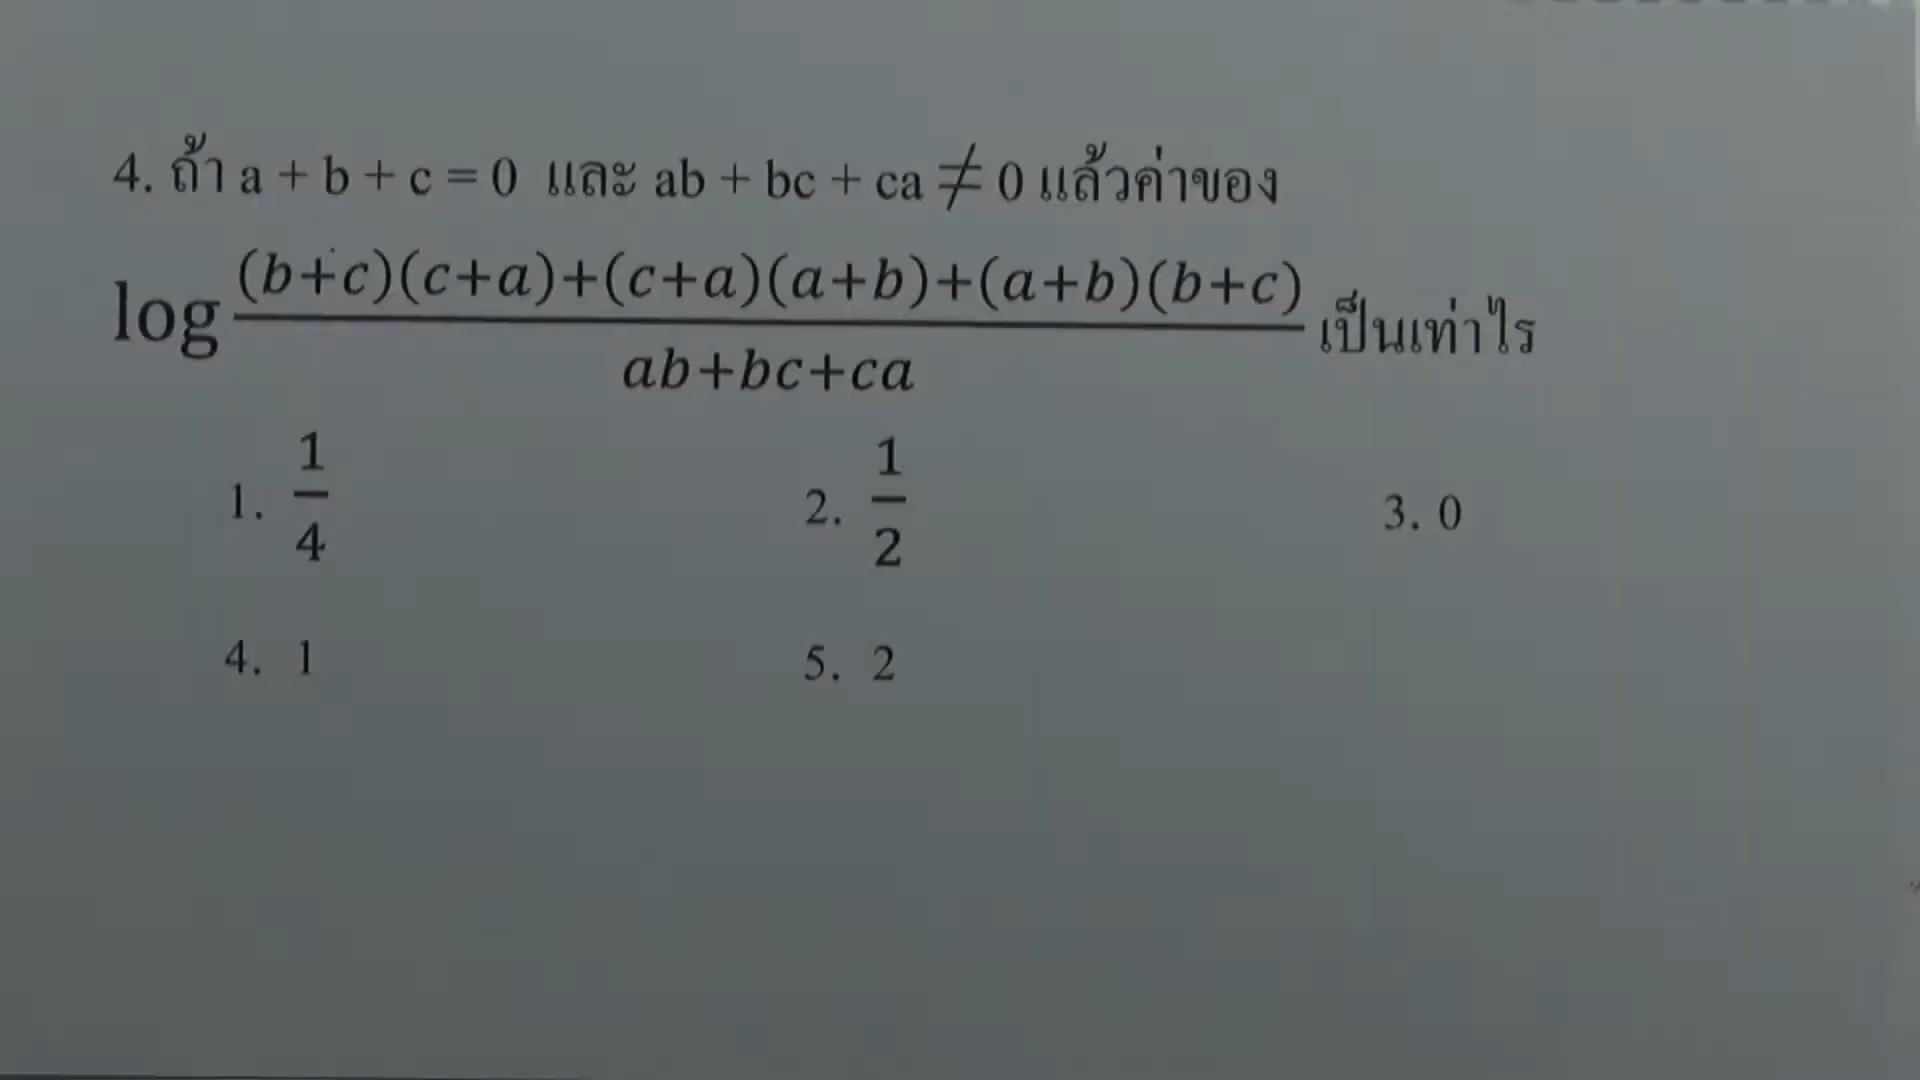 4. ถ้า a + b + c = 0 และ ab + bc + ca ≠ 0 แล้วค่าของ
log (b+c)(c+a)+(c+a)(a+b)+(a+b)(b+c) / ab+bc+ca เป็นเท่าไร
1. 1/4 2. 1/2 3. 0
4. 1 5. 2